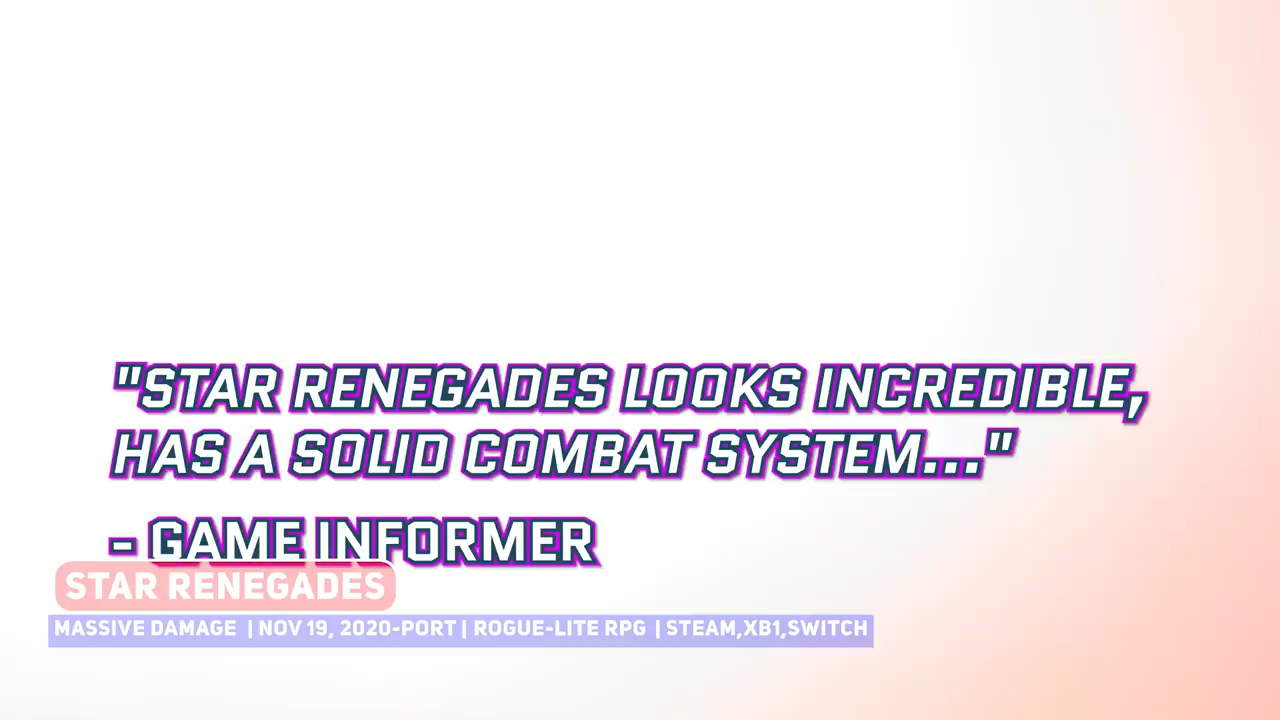 "STAR RENEGADES LOOKS INCREDIBLE,
HAS A SOLID COMBAT SYSTEM..."
- GAME INFORMER
STAR RENEGADES
MASSIVE DAMAGE | NOV 19, 2020-PORT | ROGUE-LITE RPG | STEAM,XB1,SWITCH